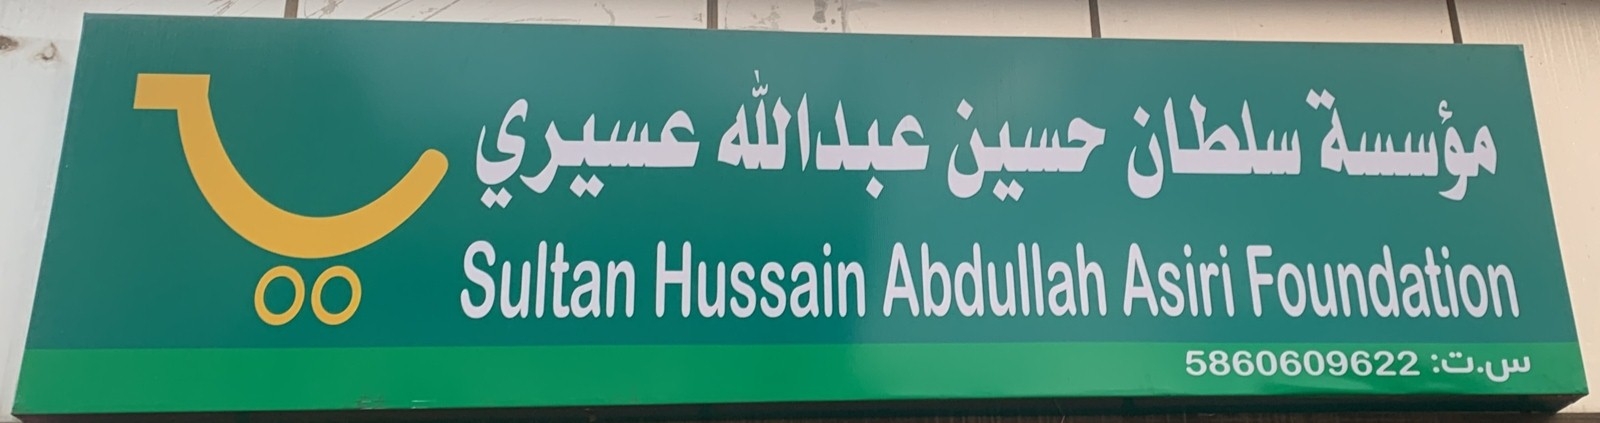 مؤسسة سلطان حسين عبدالله عسيري
Sultan Hussain Abdullah Asiri Foundation
س.ت: 5860609622